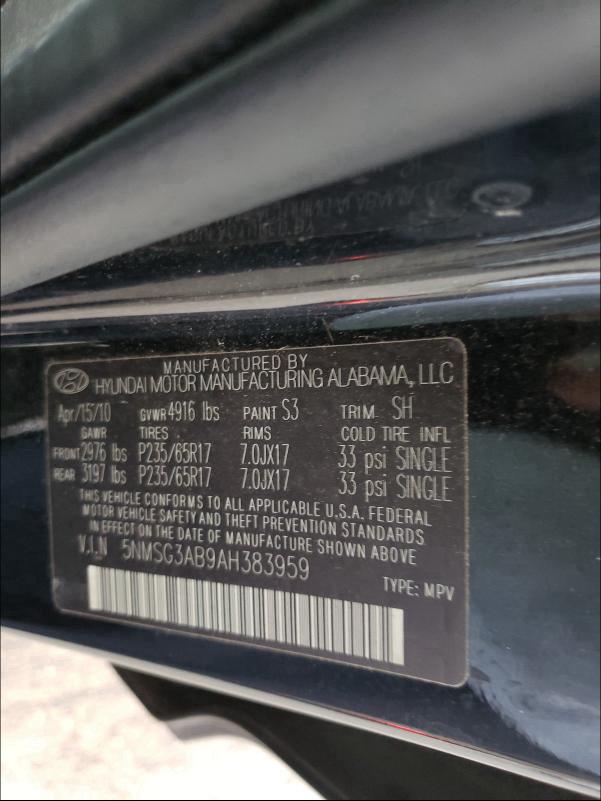 MANUFACTURED BY
HYUNDAI MOTOR MANUFACTURING ALABAMA, LLC
Apr/15/10 GVWR 4916 lbs PAINT S3 TRIM SH
GAWR TIRES RIMS COLD TIRE INFL
FRONT 2976 lbs P235/65R17 7.0JX17 33 psi SINGLE
REAR 3197 lbs P235/65R17 7.0JX17 33 psi SINGLE
THIS VEHICLE CONFORMS TO ALL APPLICABLE U.S.A. FEDERAL
MOTOR VEHICLE SAFETY AND THEFT PREVENTION STANDARDS
IN EFFECT ON THE DATE OF MANUFACTURE SHOWN ABOVE
V.I.N 5NMSG3AB9AH383959
TYPE: MPV